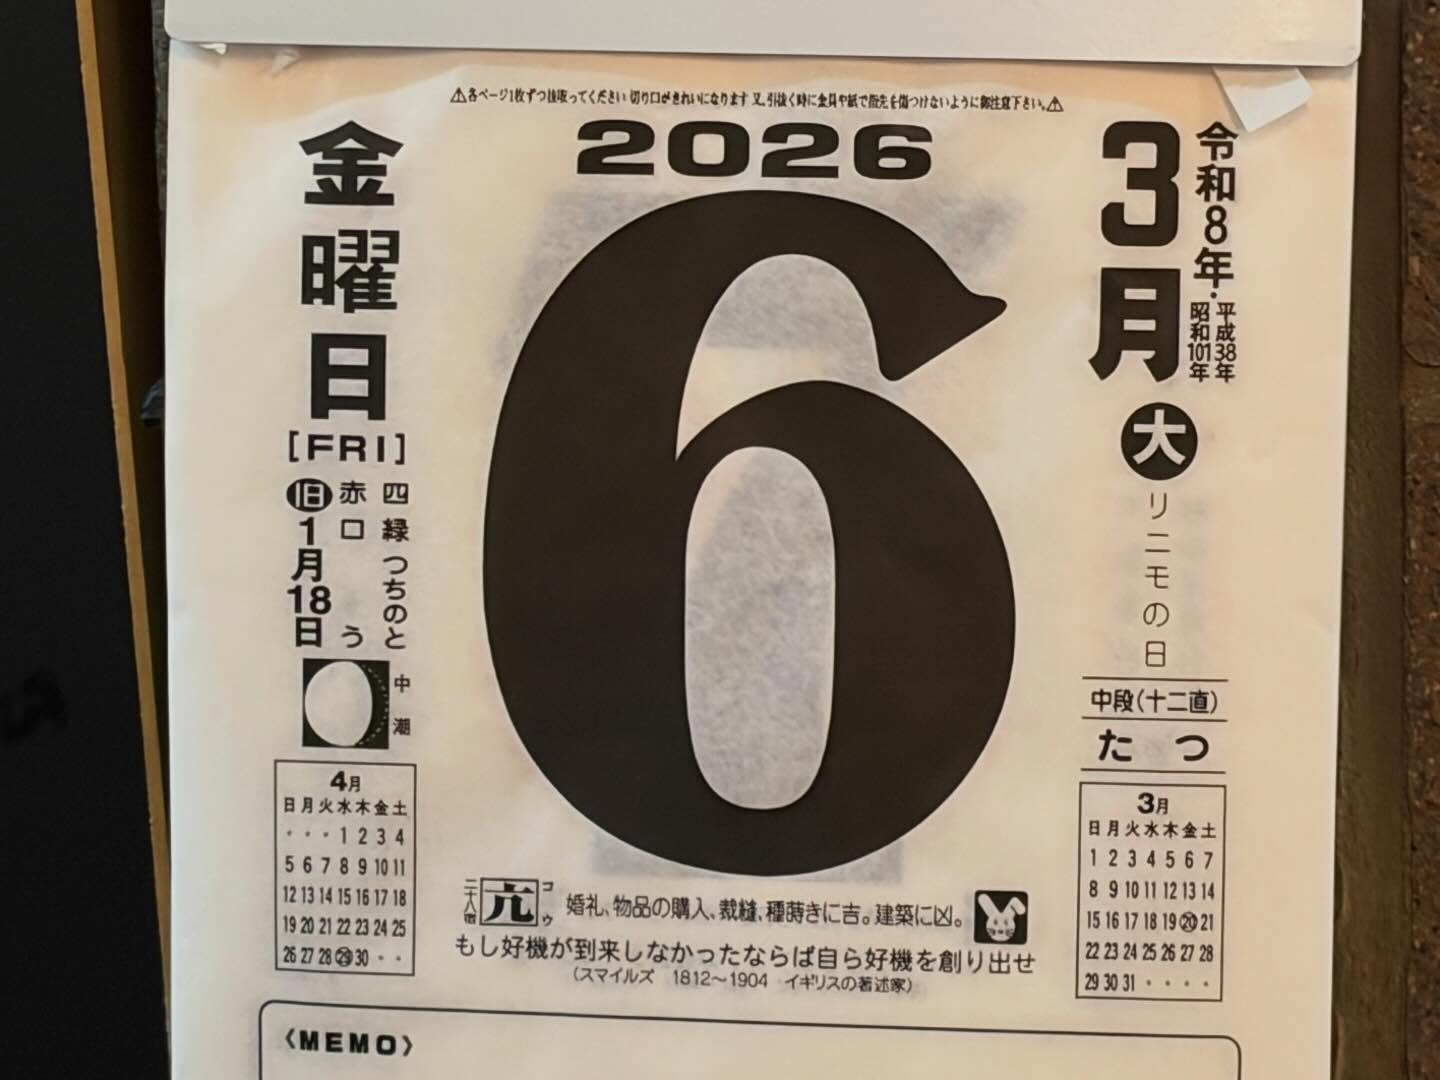 ⚠各ページ1枚ずつ抜取ってください 切り口がきれいになります 又、引抜く時に金具や紙で指先を傷つけないように御注意下さい。⚠
2026
令和8年・平成38年
昭和101年
3月
大
リニモの日
中段(十二直)
たつ
6
金曜日
[FRI]
四緑 つちのと
赤口 う
旧1月18日
中潮
4月
日月火水木金土
・・・1 2 3 4
5 6 7 8 9 10 11
12 13 14 15 16 17 18
19 20 21 22 23 24 25
26 27 28 29 30 ・・
3月
日月火水木金土
1 2 3 4 5 6 7
8 9 10 11 12 13 14
15 16 17 18 19 20 21
22 23 24 25 26 27 28
29 30 31 ・・・・
二十八宿 亢 コウ 婚礼、物品の購入、裁縫、種蒔きに吉。建築に凶。
もし好機が到来しなかったならば自ら好機を創り出せ
(スマイルズ 1812〜1904 イギリスの著述家)
《MEMO》